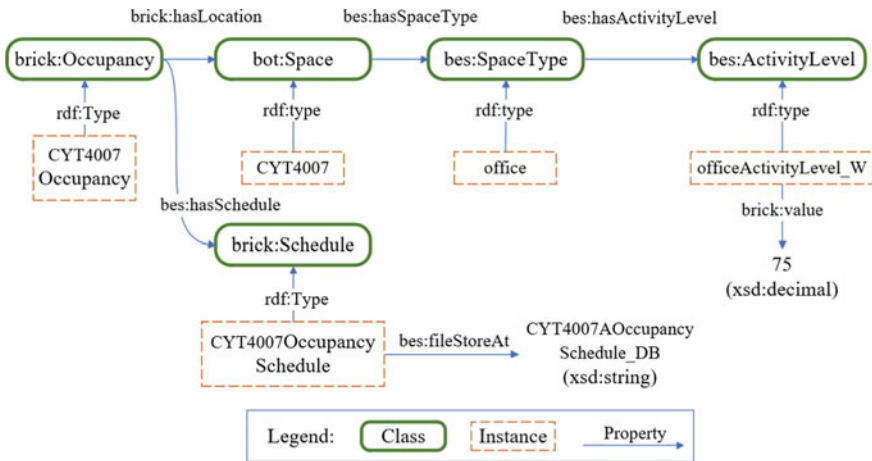 brick:hasLocation
bes:hasSpaceType
bes:hasActivityLevel
brick:Occupancy
bot:Space
bes:SpaceType
bes:ActivityLevel
rdf:Type
rdf:type
rdf:type
rdf:type
CYT4007
Occupancy
CYT4007
office
officeActivityLevel_W
bes:hasSchedule
brick:value
brick:Schedule
75
(xsd:decimal)
rdf:Type
CYT4007Occupancy
Schedule
bes:fileStoreAt
CYT4007AOccupancy
Schedule_DB
(xsd:string)
Legend:
Class
Instance
Property